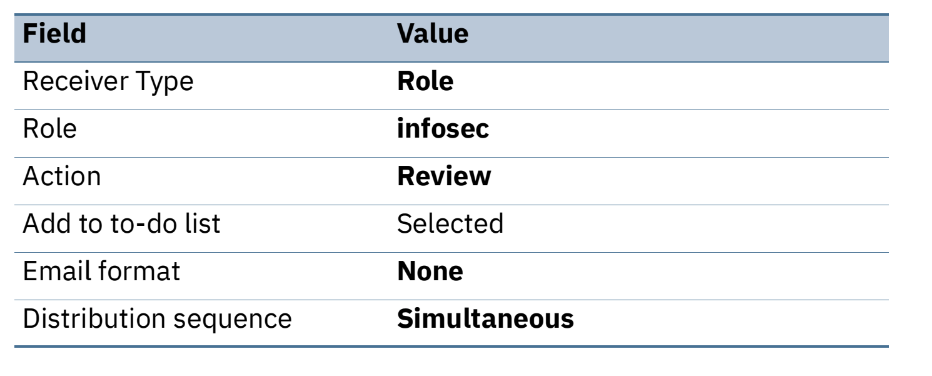 Field Value
Receiver Type Role
Role infosec
Action Review
Add to to-do list Selected
Email format None
Distribution sequence Simultaneous